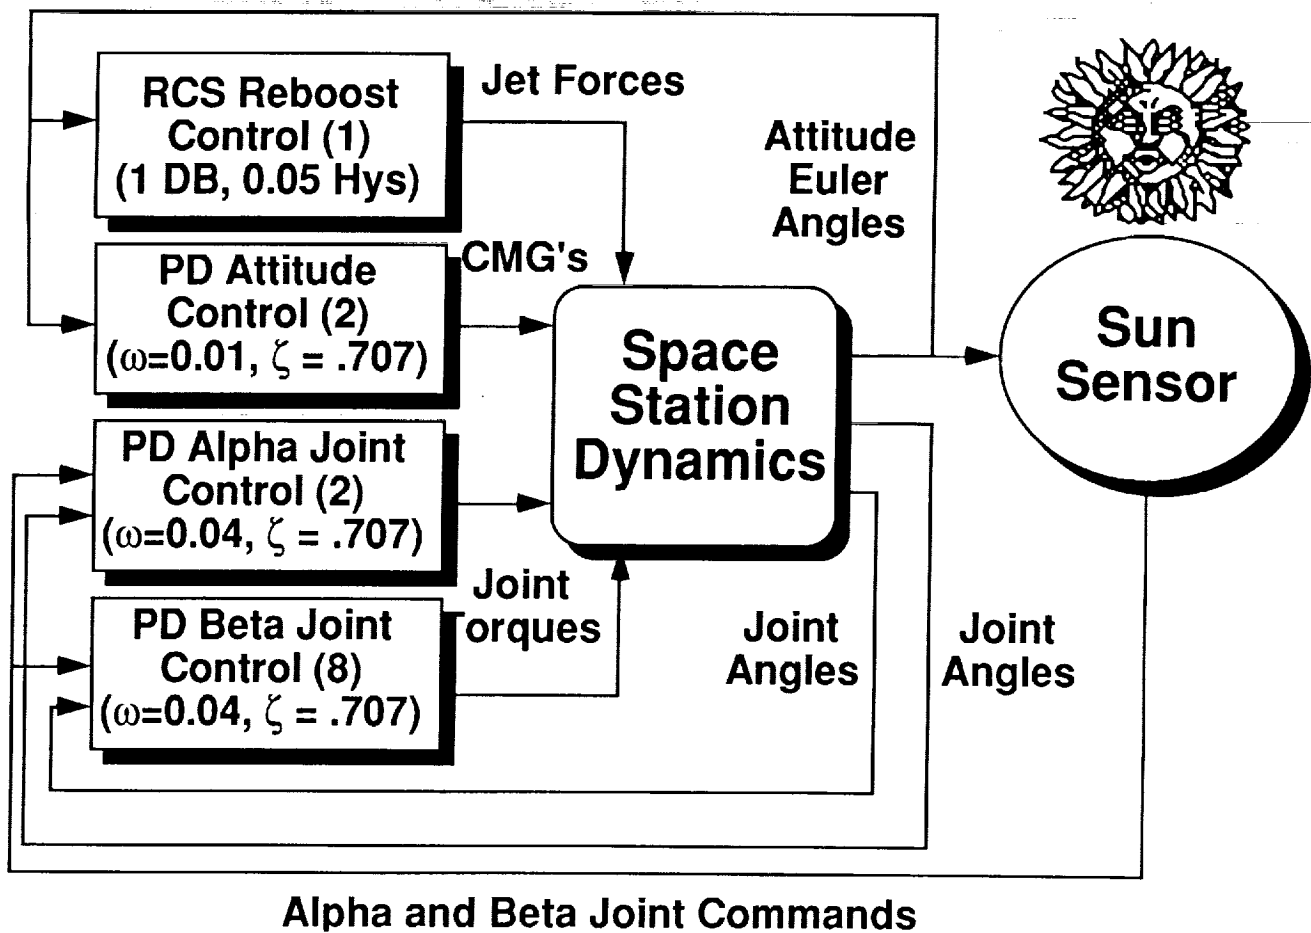 RCS Reboost
Control (1)
(1 DB, 0.05 Hys)
Jet Forces
Attitude
Euler
Angles
PD Attitude
Control (2)
(ω=0.01, ζ = .707)
CMG's
Space
Station
Dynamics
Sun
Sensor
PD Alpha Joint
Control (2)
(ω=0.04, ζ = .707)
Joint
Torques
PD Beta Joint
Control (8)
(ω=0.04, ζ = .707)
Joint
Angles
Joint
Angles
Alpha and Beta Joint Commands